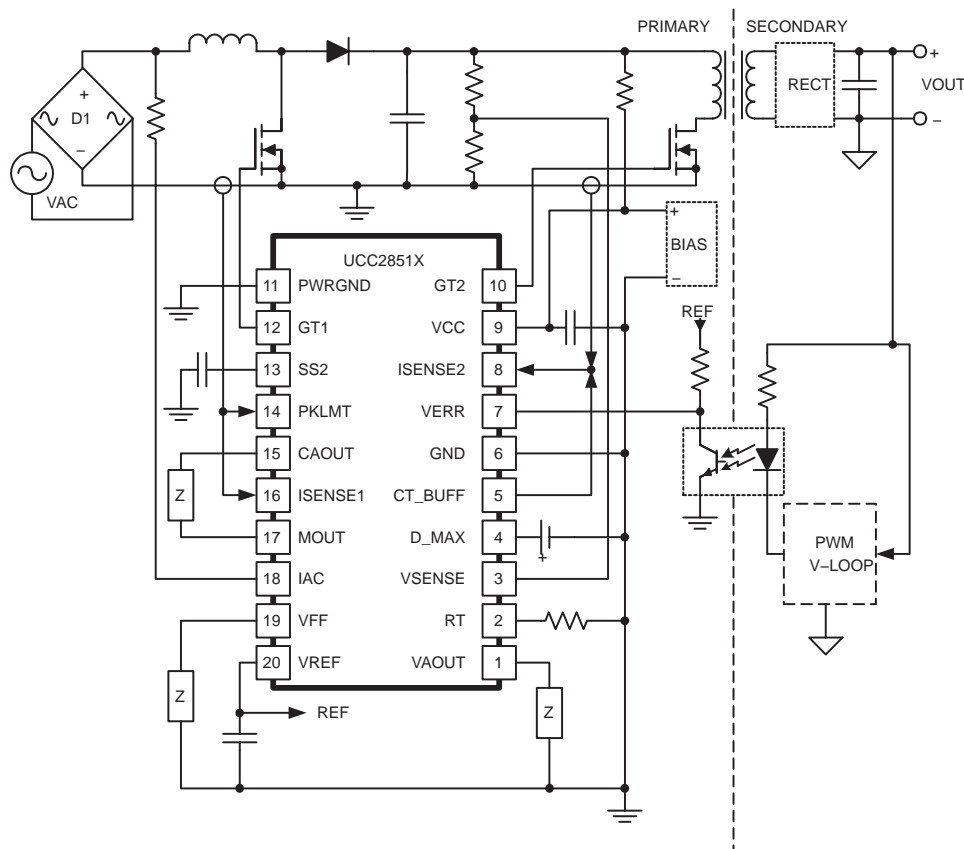 PRIMARY SECONDARY
+
D1
−
VAC
RECT
+
VOUT
−
UCC2851X
+
BIAS
−
11 PWRGND GT2 10
12 GT1 VCC 9
13 SS2 ISENSE2 8
14 PKLMT VERR 7
15 CAOUT GND 6
16 ISENSE1 CT_BUFF 5
17 MOUT D_MAX 4
18 IAC VSENSE 3
19 VFF RT 2
20 VREF VAOUT 1
+
Z
Z
REF
Z
REF
PWM
V−LOOP